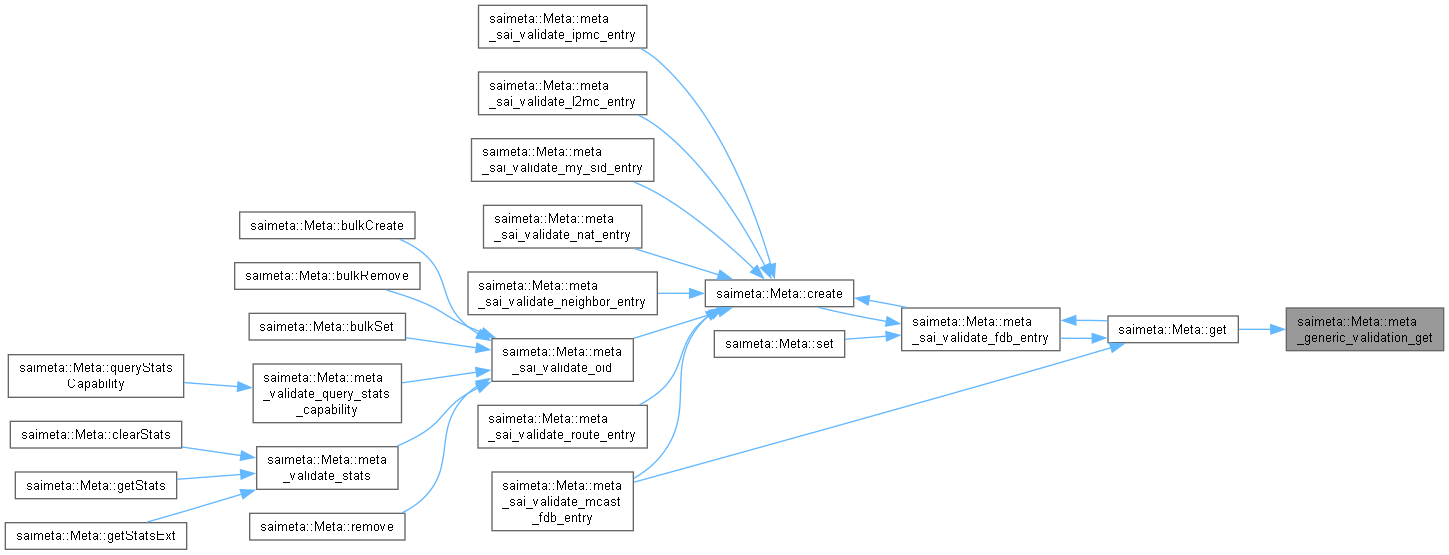 saimeta::Meta::meta
_sai_validate_ipmc_entry
saimeta::Meta::meta
_sai_validate_l2mc_entry
saimeta::Meta::meta
_sai_validate_my_sid_entry
saimeta::Meta::meta
_sai_validate_nat_entry
saimeta::Meta::meta
_sai_validate_neighbor_entry
saimeta::Meta::bulkCreate
saimeta::Meta::bulkRemove
saimeta::Meta::bulkSet
saimeta::Meta::queryStats
Capability
saimeta::Meta::meta
_validate_query_stats
_capability
saimeta::Meta::clearStats
saimeta::Meta::getStats
saimeta::Meta::getStatsExt
saimeta::Meta::meta
_validate_stats
saimeta::Meta::remove
saimeta::Meta::meta
_sai_validate_oid
saimeta::Meta::meta
_sai_validate_route_entry
saimeta::Meta::meta
_sai_validate_mcast
_fdb_entry
saimeta::Meta::create
saimeta::Meta::set
saimeta::Meta::meta
_sai_validate_fdb_entry
saimeta::Meta::get
saimeta::Meta::meta
_generic_validation_get